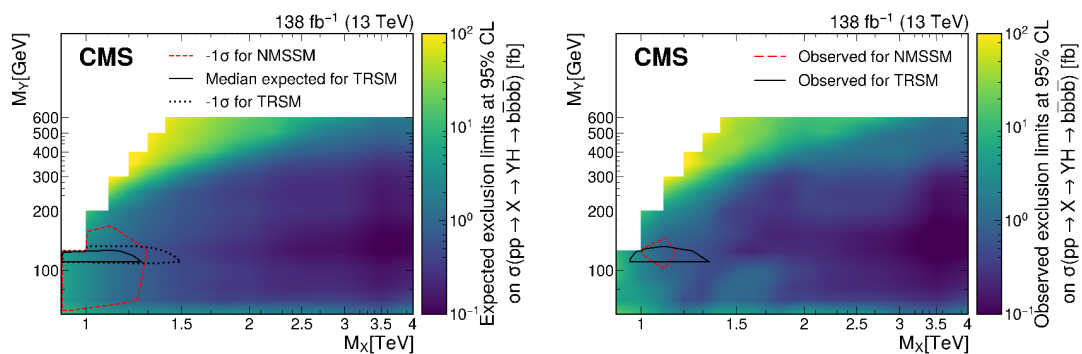 138 fb⁻¹ (13 TeV)
CMS
-1σ for NMSSM
Median expected for TRSM
-1σ for TRSM
M_Y[GeV]
600
500
400
300
200
100
1
1.5
2
2.5
3
3.5
4
M_X[TeV]
10²
10¹
10⁰
10⁻¹
Expected exclusion limits at 95% CL
on σ(pp → X → YH → bb̄bb̄) [fb]
138 fb⁻¹ (13 TeV)
CMS
Observed for NMSSM
Observed for TRSM
M_Y[GeV]
600
500
400
300
200
100
1
1.5
2
2.5
3
3.5
4
M_X[TeV]
10²
10¹
10⁰
10⁻¹
Observed exclusion limits at 95% CL
on σ(pp → X → YH → bb̄bb̄) [fb]